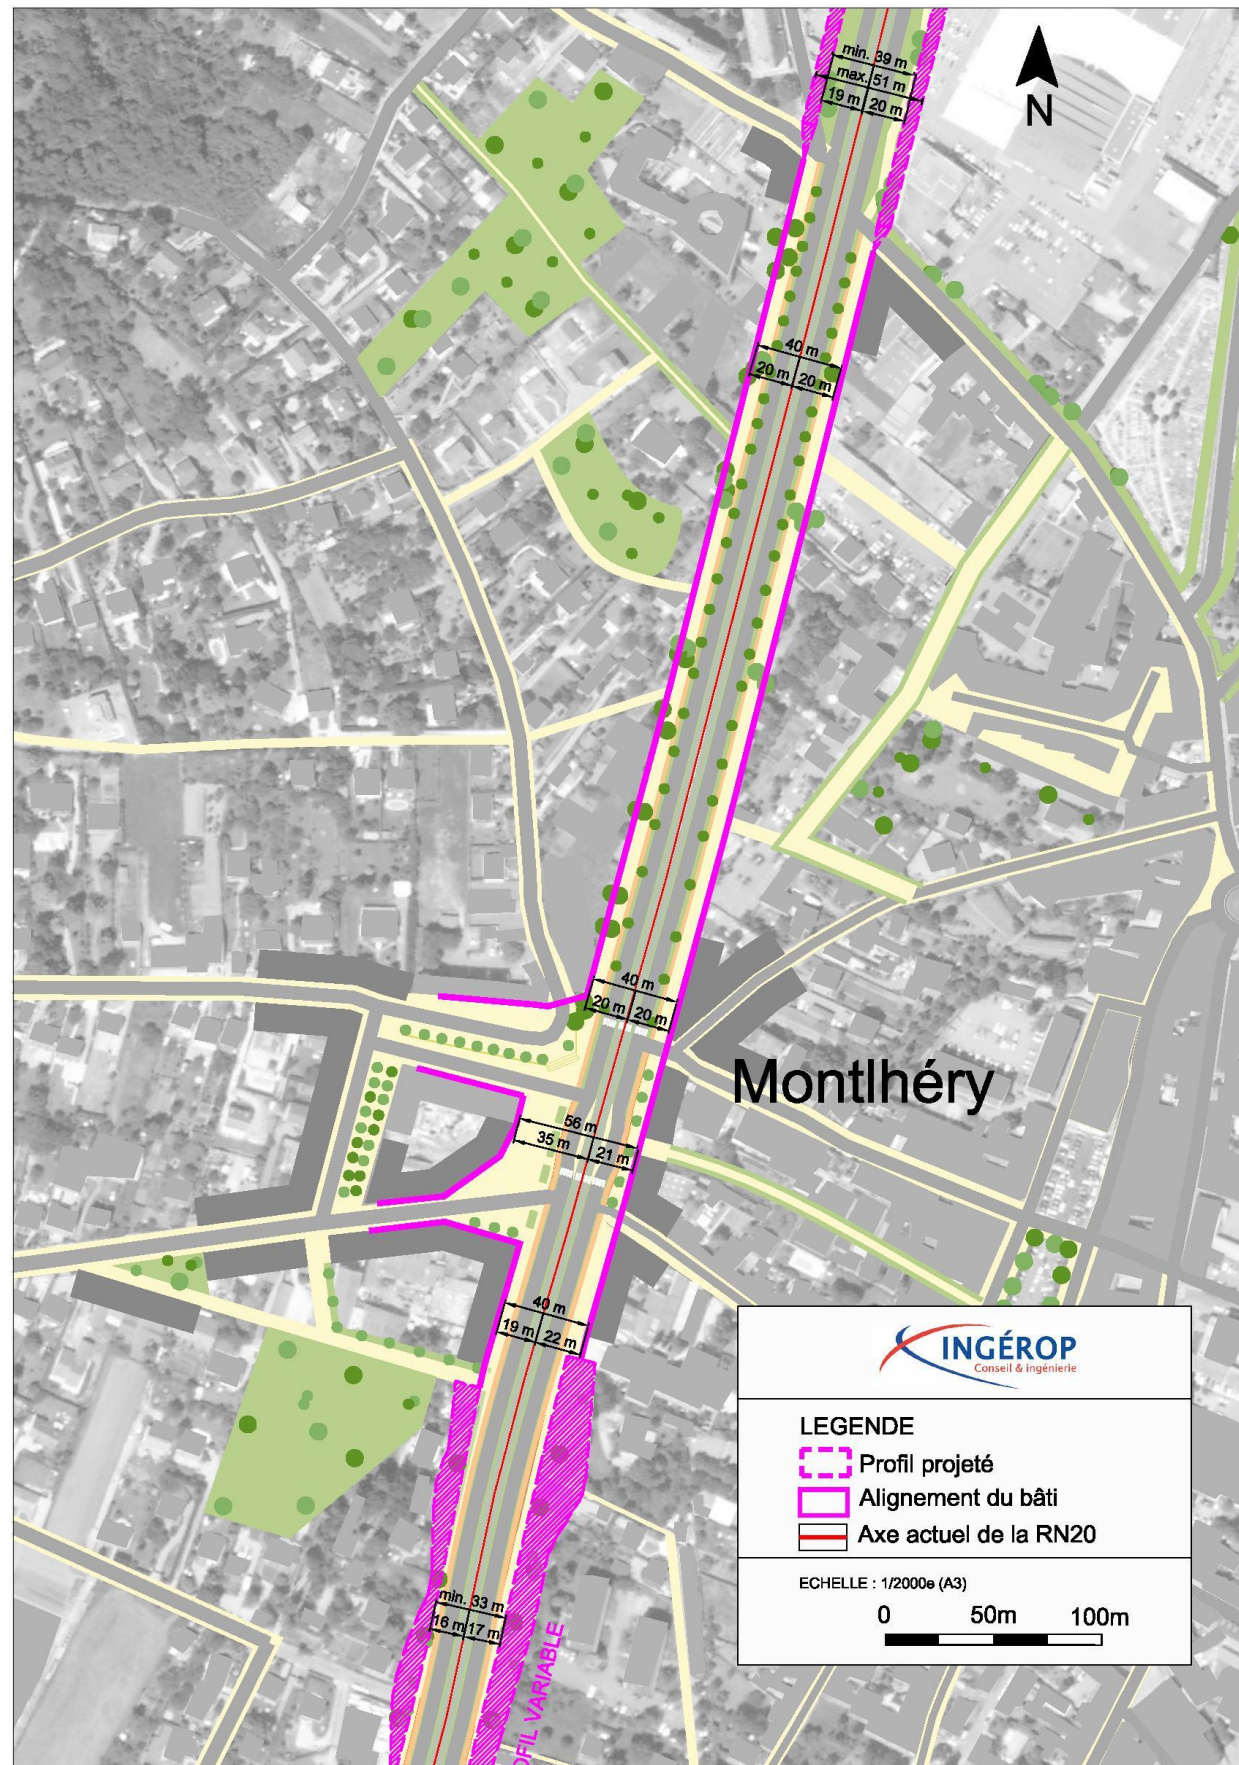 min. 39 m
max. 51 m
19 m 20 m
N
40 m
20 m 20 m
40 m
20 m 20 m
Montlhéry
56 m
35 m 21 m
40 m
19 m 22 m
INGÉROP
Conseil & ingénierie
LEGENDE
Profil projeté
Alignement du bâti
Axe actuel de la RN20
ECHELLE : 1/2000e (A3)
0 50m 100m
min. 33 m
16 m 17 m
OFIL VARIABLE